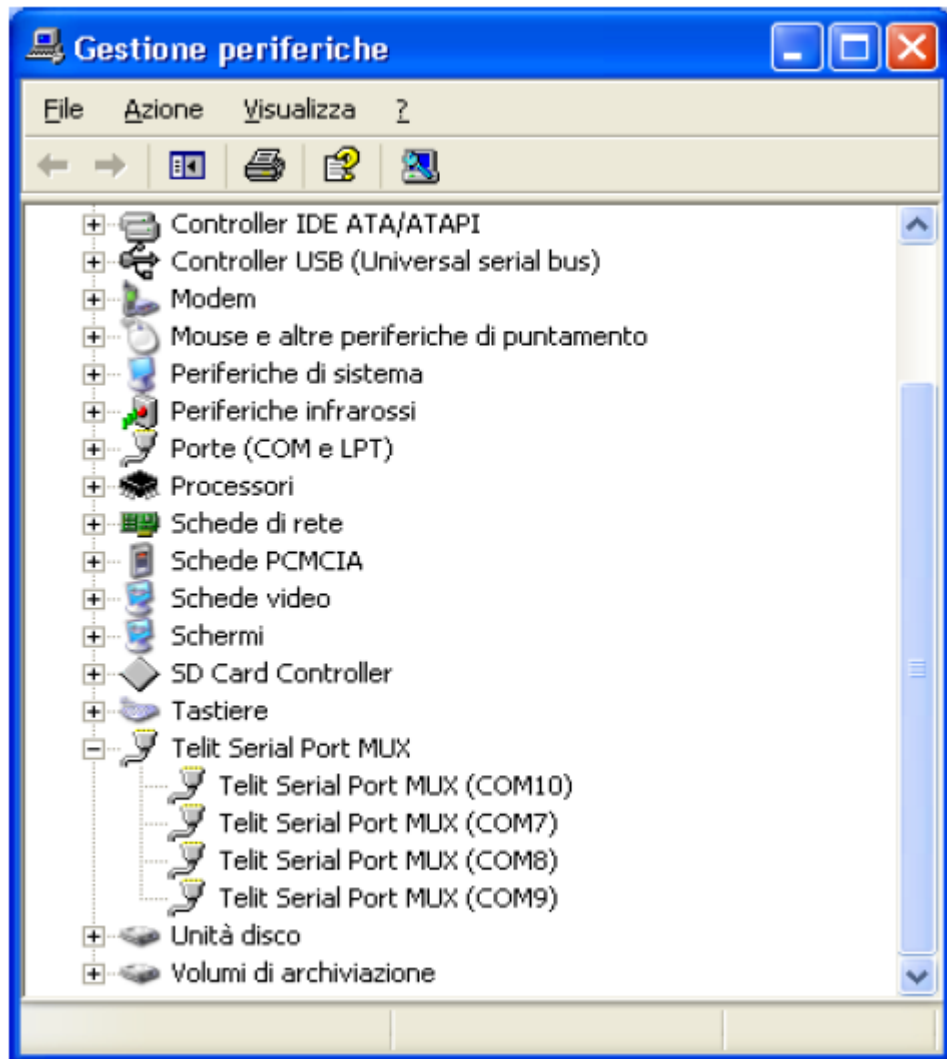 Gestione periferiche
File Azione Visualizza ?
Controller IDE ATA/ATAPI
Controller USB (Universal serial bus)
Modem
Mouse e altre periferiche di puntamento
Periferiche di sistema
Periferiche infrarossi
Porte (COM e LPT)
Processori
Schede di rete
Schede PCMCIA
Schede video
Schermi
SD Card Controller
Tastiere
Telit Serial Port MUX
Telit Serial Port MUX (COM10)
Telit Serial Port MUX (COM7)
Telit Serial Port MUX (COM8)
Telit Serial Port MUX (COM9)
Unità disco
Volumi di archiviazione